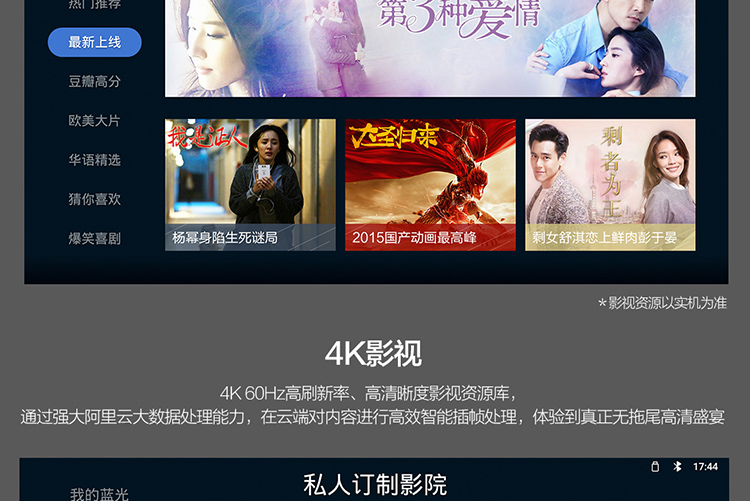 热门推荐
第3种爱情
最新上线
豆瓣高分
欧美大片
华语精选
猜你喜欢
爆笑喜剧
我是证人
大圣归来
剩者为王
杨幂身陷生死谜局
2015国产动画最高峰
剩女舒淇恋上鲜肉彭于晏
*影视资源以实机为准
4K影视
4K 60Hz高刷新率、高清晰度影视资源库，
通过强大阿里云大数据处理能力，在云端对内容进行高效智能插帧处理，体验到真正无拖尾高清盛宴
17:44
私人订制影院
我的蓝光